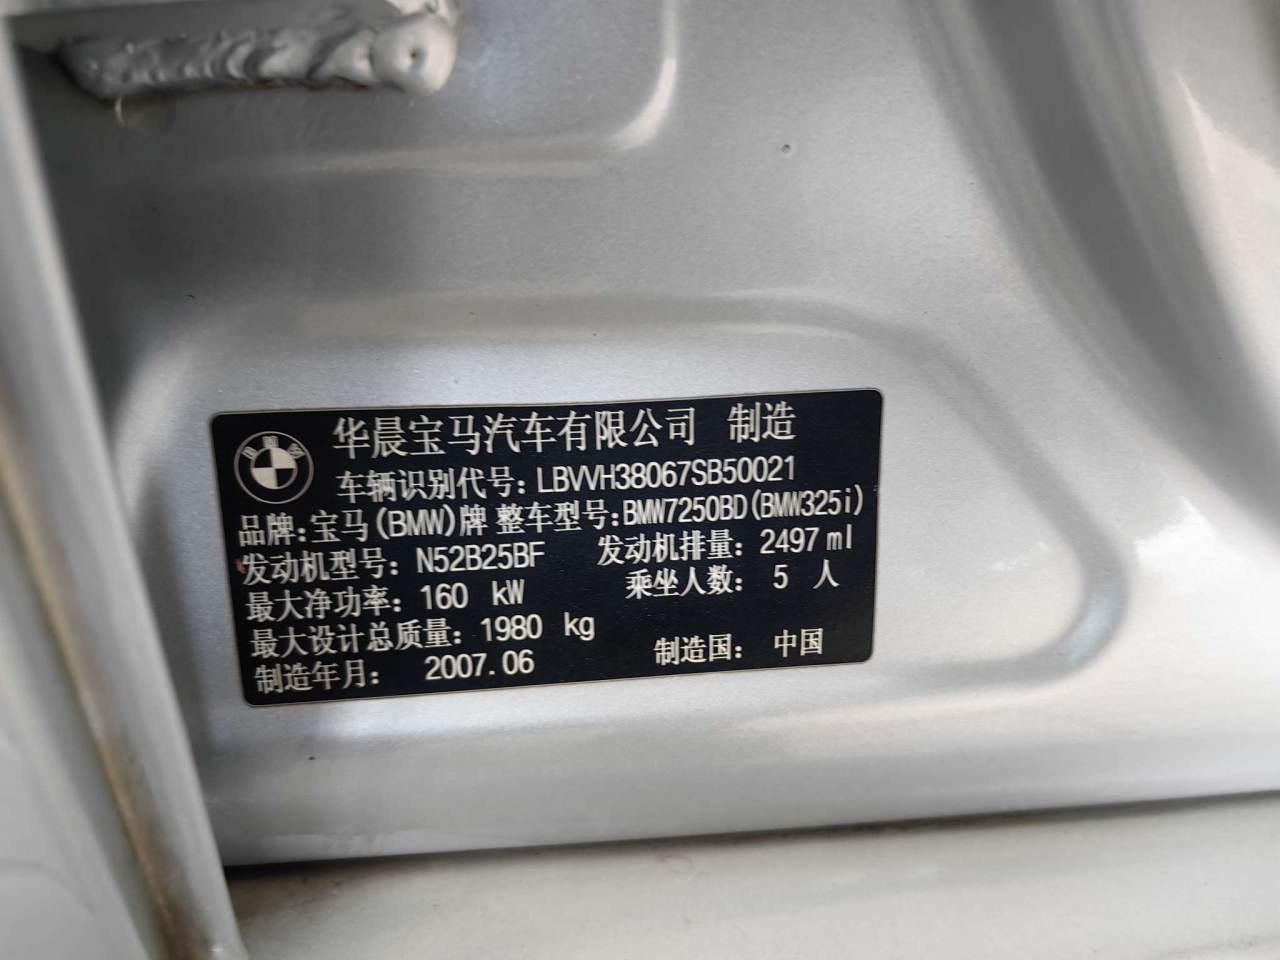 华晨宝马汽车有限公司 制造
车辆识别代号: LBVVH38067SB50021
品牌:宝马(BMW)牌 整车型号:BMW7250BD(BMW325i)
发动机型号: N52B25BF 发动机排量: 2497ml
最大净功率: 160 kW 乘坐人数: 5 人
最大设计总质量: 1980 kg
制造年月: 2007.06 制造国: 中国